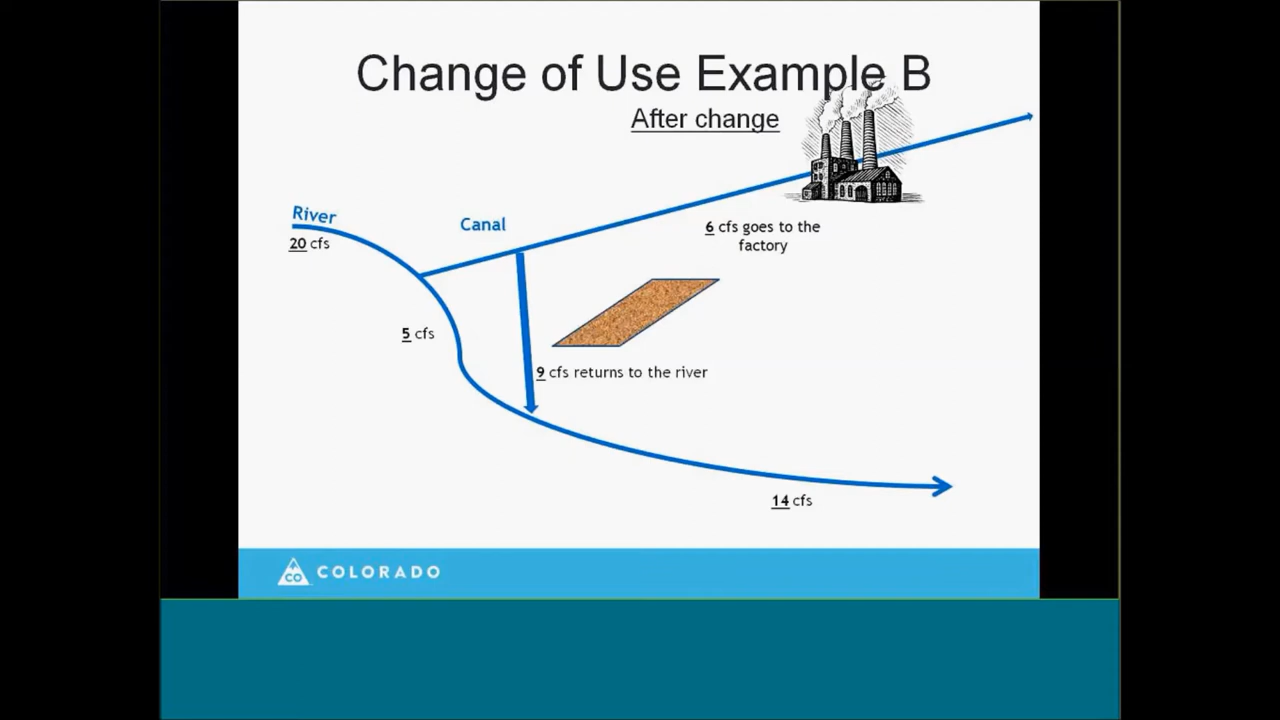 Change of Use Example B
After change
River
20 cfs
Canal
6 cfs goes to the
factory
5 cfs
9 cfs returns to the river
14 cfs
CO COLORADO